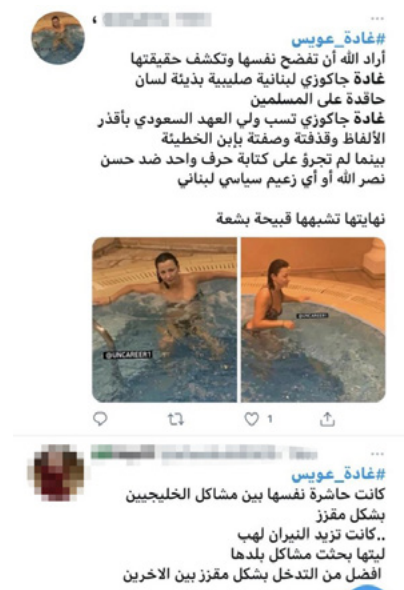 #غادة_عويس
أراد الله أن تفضح نفسها وتكشف حقيقتها
غادة جاكوزي لبنانية صليبية بذيئة لسان
حاقدة على المسلمين
غادة جاكوزي تسب ولي العهد السعودي بأقذر
الألفاظ وقذفتة وصفتة بإبن الخطيئة
بينما لم تجرؤ على كتابة حرف واحد ضد حسن
نصر الله أو أي زعيم سياسي لبناني
نهايتها تشبهها قبيحة بشعة
@UNCAREER1
@UNCAREER1
1
#غادة_عويس
كانت حاشرة نفسها بين مشاكل الخليجيين
بشكل مقزز
..كانت تزيد النيران لهب
ليتها بحثت مشاكل بلدها
افضل من التدخل بشكل مقزز بين الاخرين